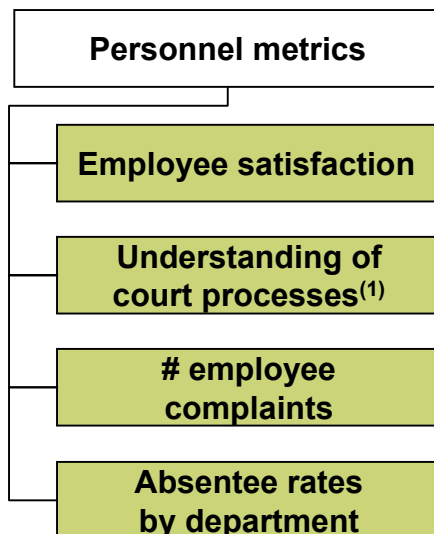 Personnel metrics
Employee satisfaction
Understanding of
court processes(1)
# employee
complaints
Absentee rates
by department